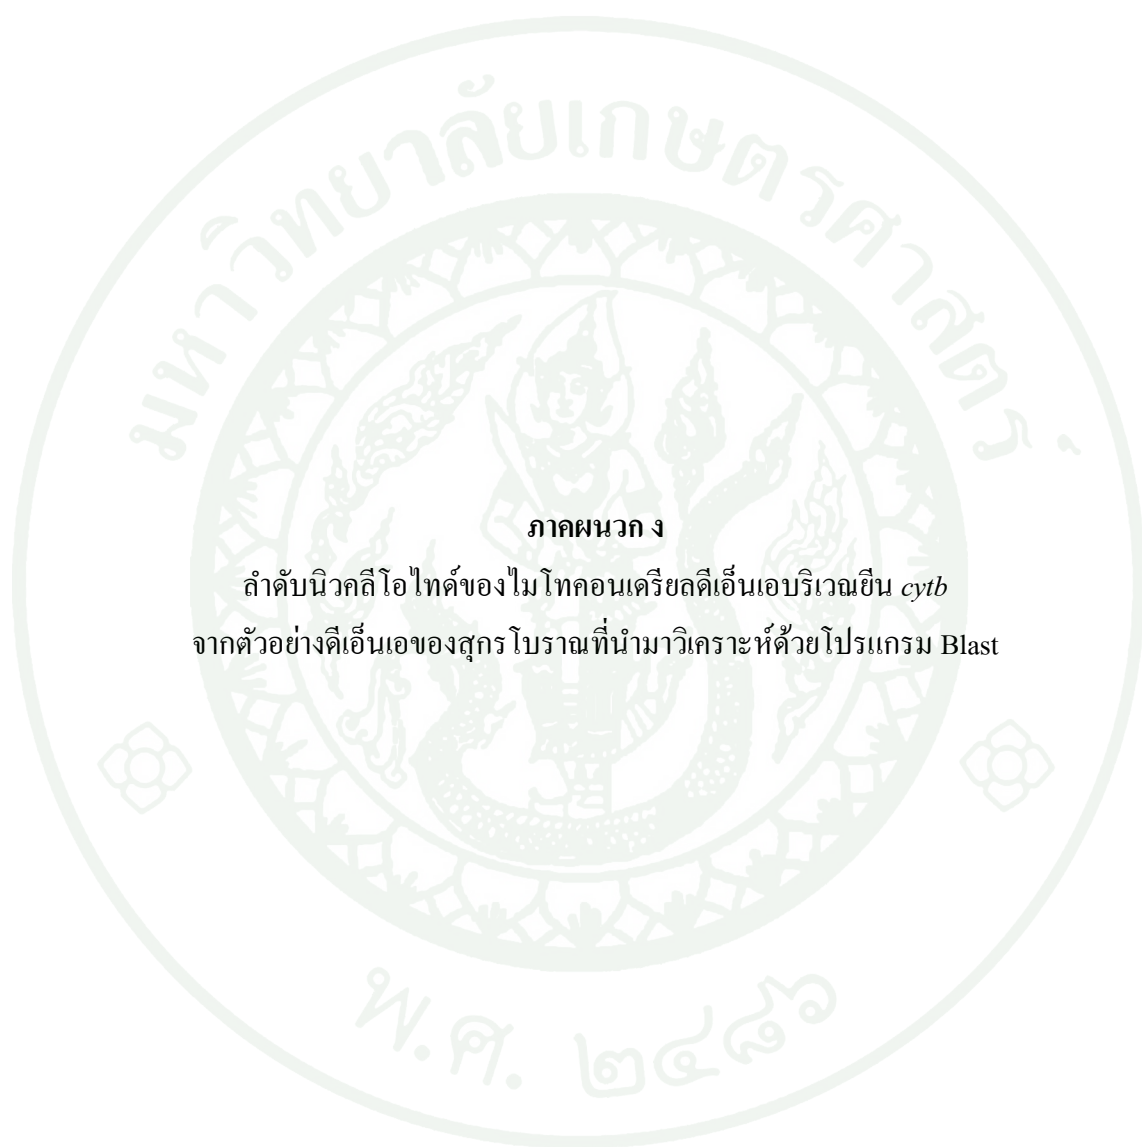 มหาวิทยาลัยเกษตรศาสตร์
ภาคผนวก ง
ลำดับนิวคลีโอไทด์ของไมโทคอนเดรียลดีเอ็นเอบริเวณยีน cytb
จากตัวอย่างดีเอ็นเอของสุกรโบราณที่นำมาวิเคราะห์ด้วยโปรแกรม Blast
พ.ศ. ๒๔๘๖